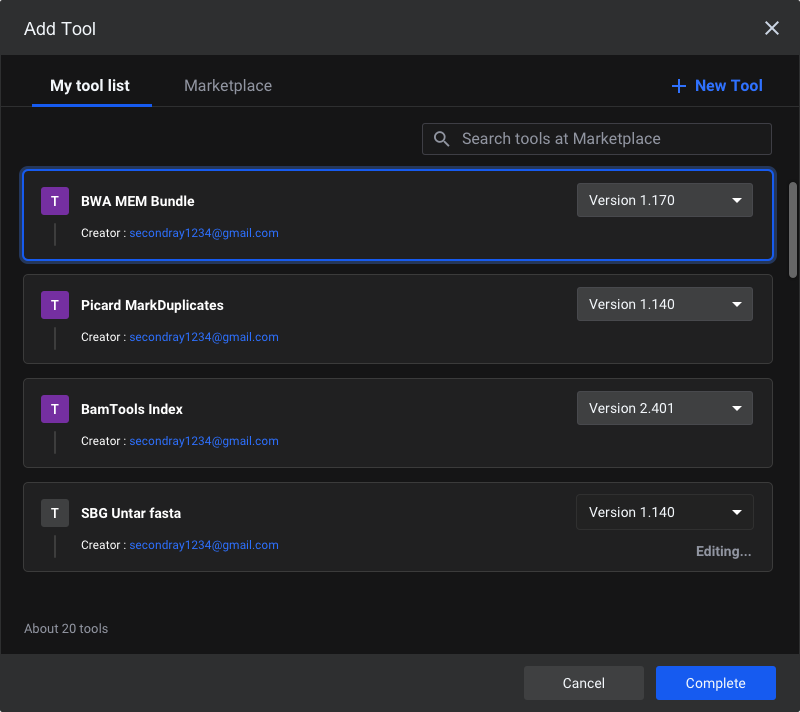 Add Tool
My tool list
Marketplace
New Tool
Search tools at Marketplace
T
BWA MEM Bundle
Version 1.170
Creator : secondray1234@gmail.com
T
Picard MarkDuplicates
Version 1.140
Creator : secondray1234@gmail.com
T
BamTools Index
Version 2.401
Creator : secondray1234@gmail.com
T
SBG Untar fasta
Version 1.140
Creator : secondray1234@gmail.com
Editing...
About 20 tools
Cancel
Complete